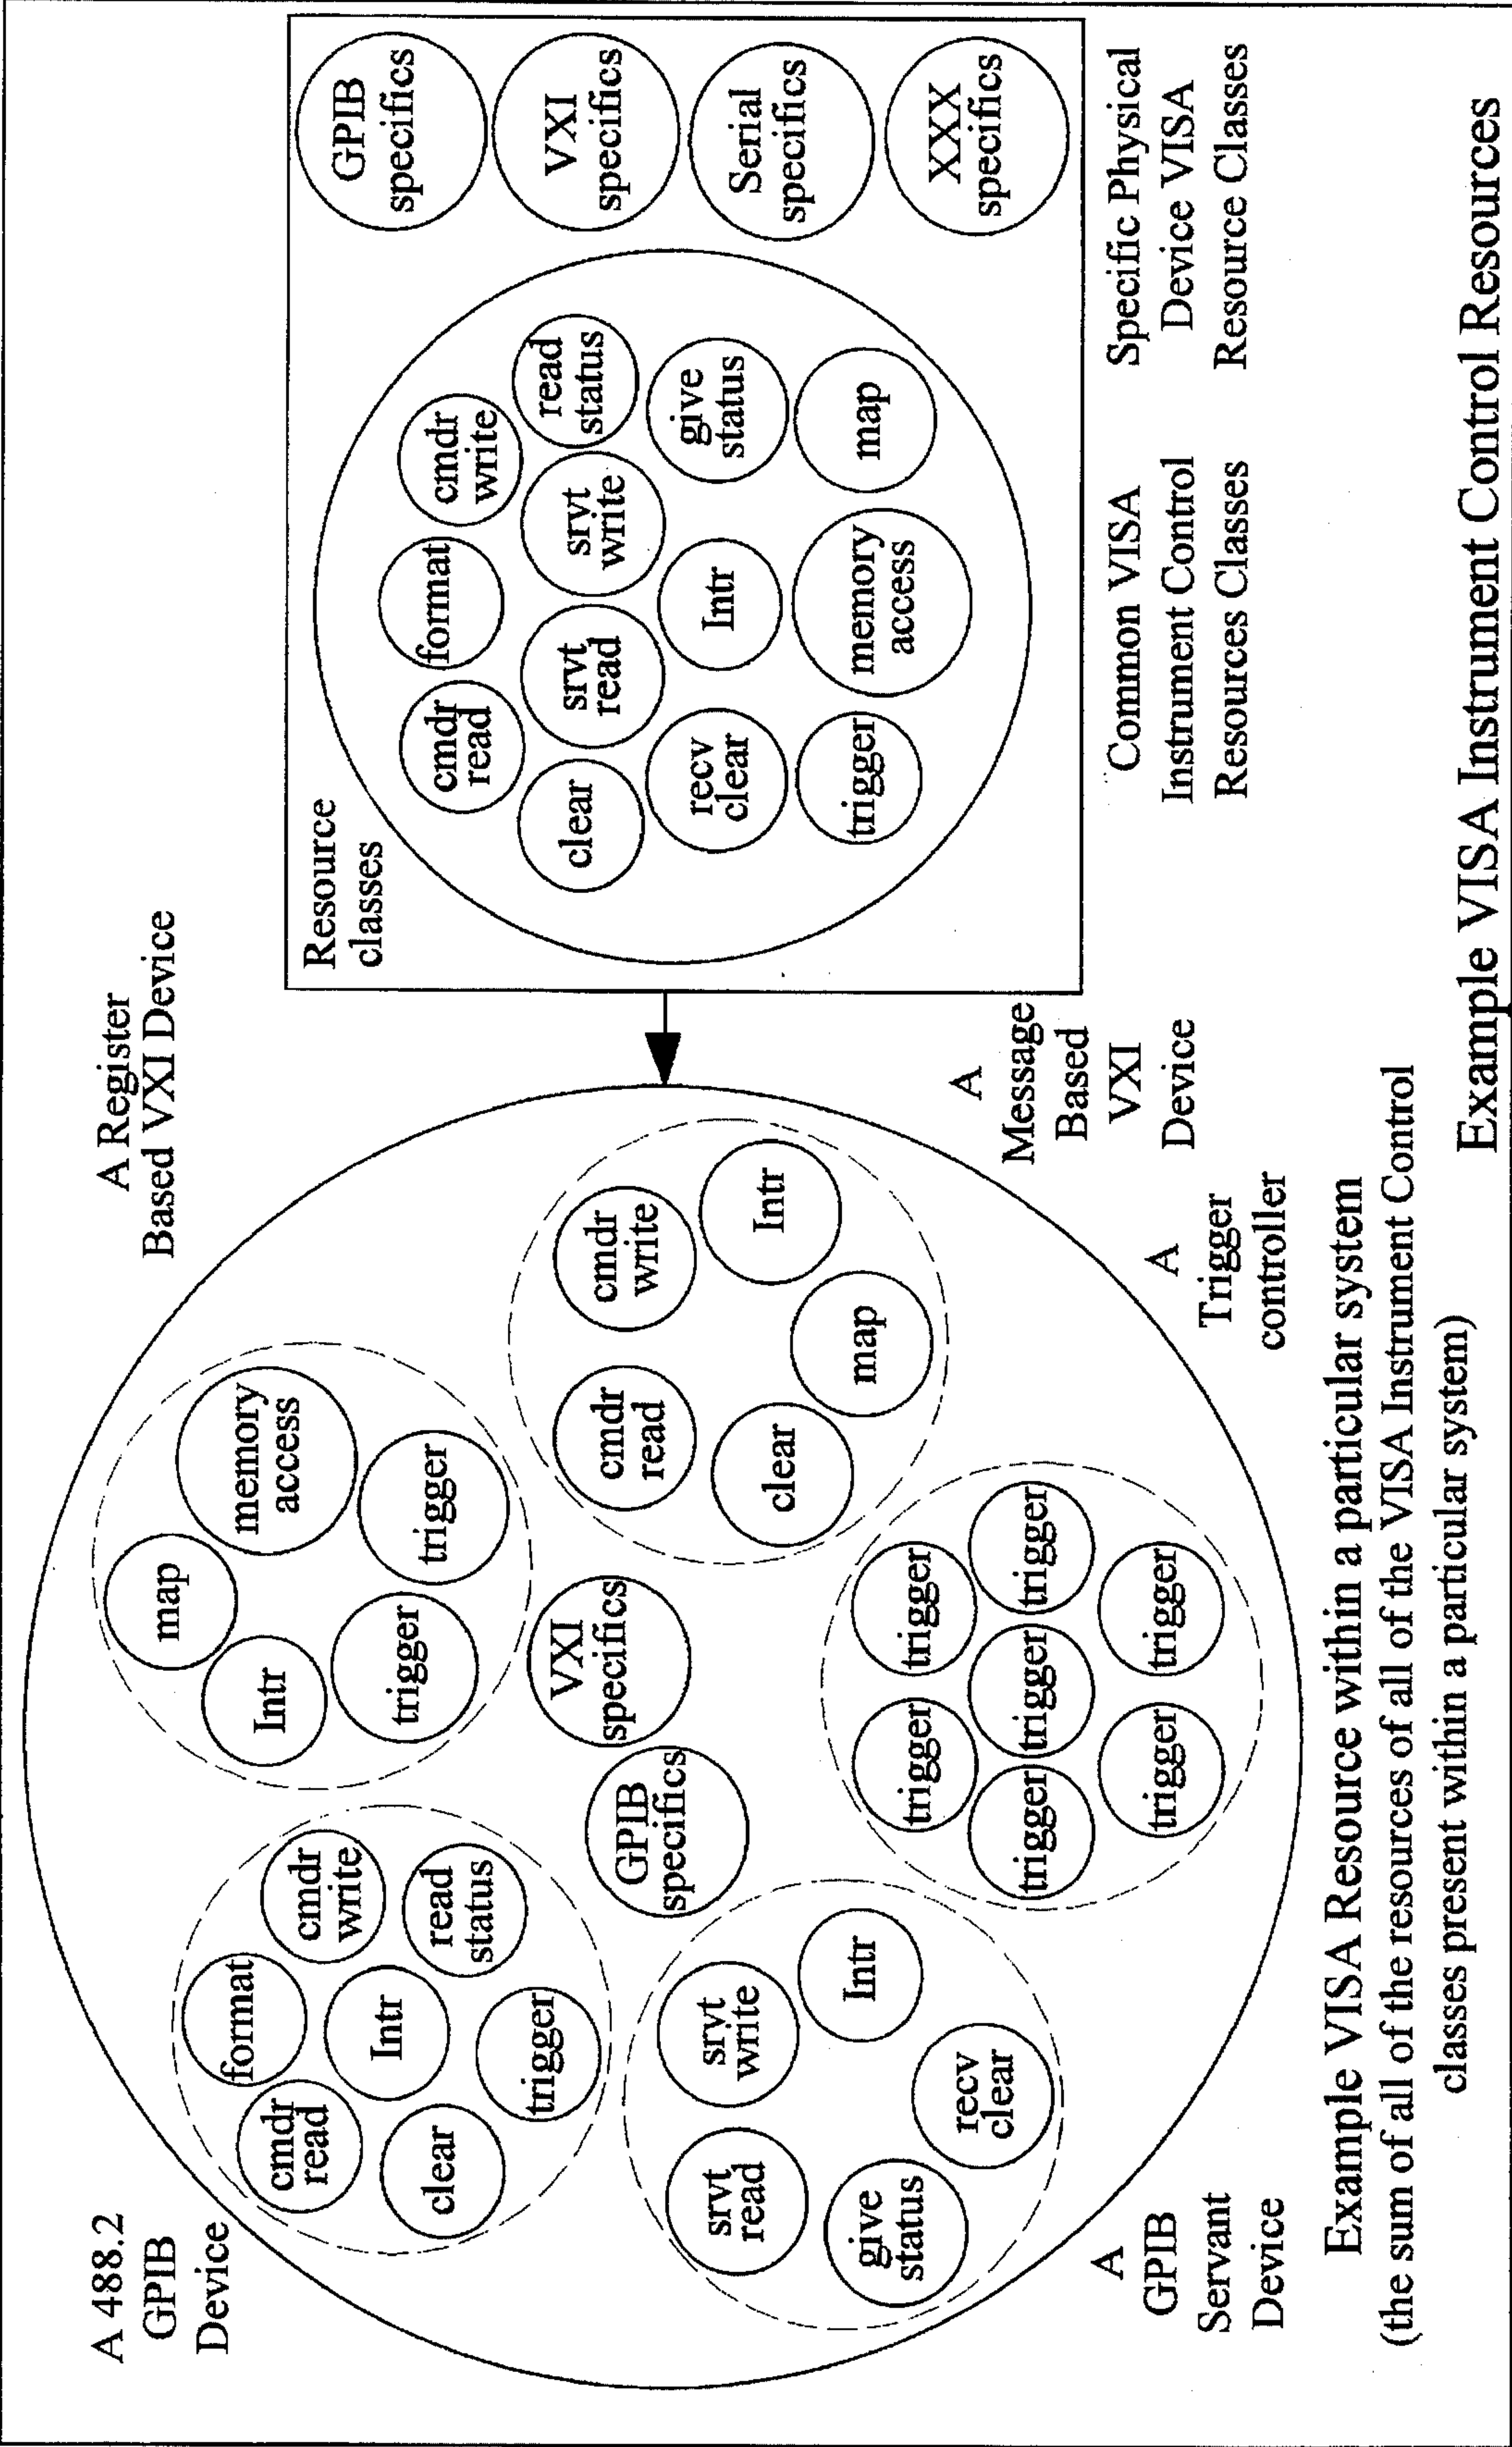 A 488.2
GPIB
Device
A Register
Based VXI Device
format
cmdr
read
cmdr
write
Intr
clear
read
status
trigger
map
Intr
memory
access
trigger
trigger
GPIB
specifics
VXI
specifics
srvt
read
srvt
write
give
status
Intr
recv
clear
cmdr
read
cmdr
write
clear
Intr
map
trigger
trigger
trigger
trigger
trigger
trigger
trigger
A
GPIB
Servant
Device
A
Trigger
controller
A
Message
Based
VXI
Device
Example VISA Resource within a particular system
(the sum of all of the resources of all of the VISA Instrument Control
classes present within a particular system)
Resource
classes
cmdr
read
format
cmdr
write
clear
srvt
read
srvt
write
read
status
recv
clear
Intr
give
status
trigger
memory
access
map
GPIB
specifics
VXI
specifics
Serial
specifics
XXX
specifics
Common VISA
Instrument Control
Resources Classes
Specific Physical
Device VISA
Resource Classes
Example VISA Instrument Control Resources